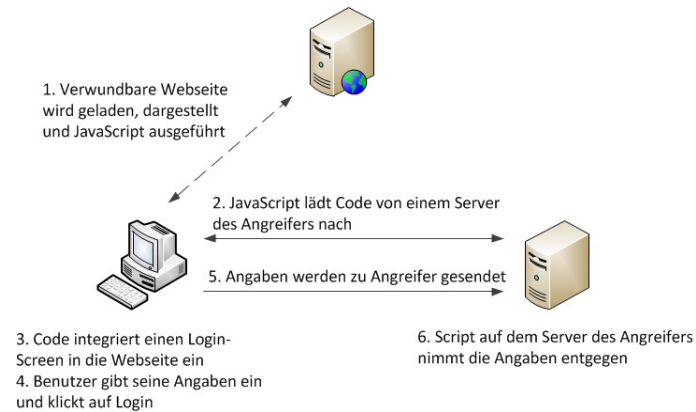 1. Verwundbare Webseite
wird geladen, dargestellt
und JavaScript ausgeführt
2. JavaScript lädt Code von einem Server
des Angreifers nach
5. Angaben werden zu Angreifer gesendet
3. Code integriert einen Login-
Screen in die Webseite ein
4. Benutzer gibt seine Angaben ein
und klickt auf Login
6. Script auf dem Server des Angreifers
nimmt die Angaben entgegen